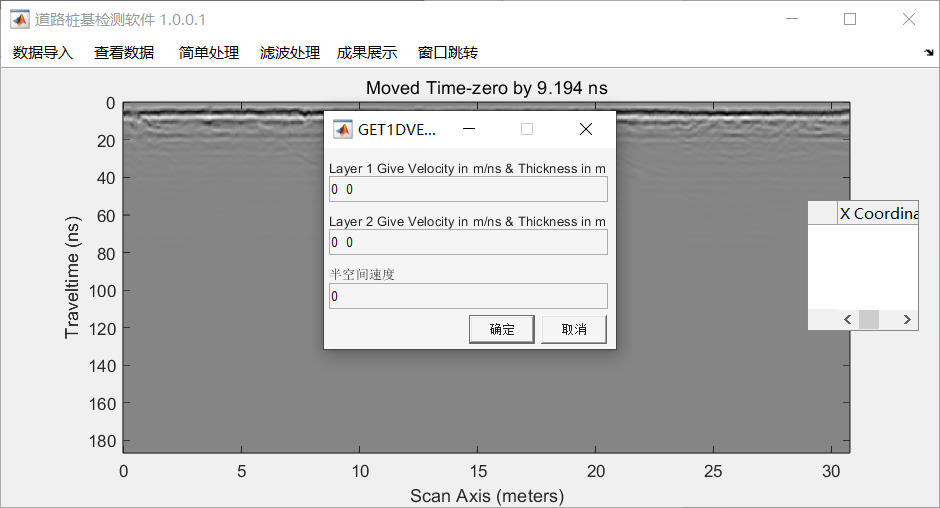 道路桩基检测软件 1.0.0.1
数据导入 查看数据 简单处理 滤波处理 成果展示 窗口跳转
Moved Time-zero by 9.194 ns
GET1DVE...
Layer 1 Give Velocity in m/ns & Thickness in m
0 0
Layer 2 Give Velocity in m/ns & Thickness in m
0 0
半空间速度
0
确定 取消
X Coordina
Traveltime (ns)
0
20
40
60
80
100
120
140
160
180
0 5 10 15 20 25 30
Scan Axis (meters)